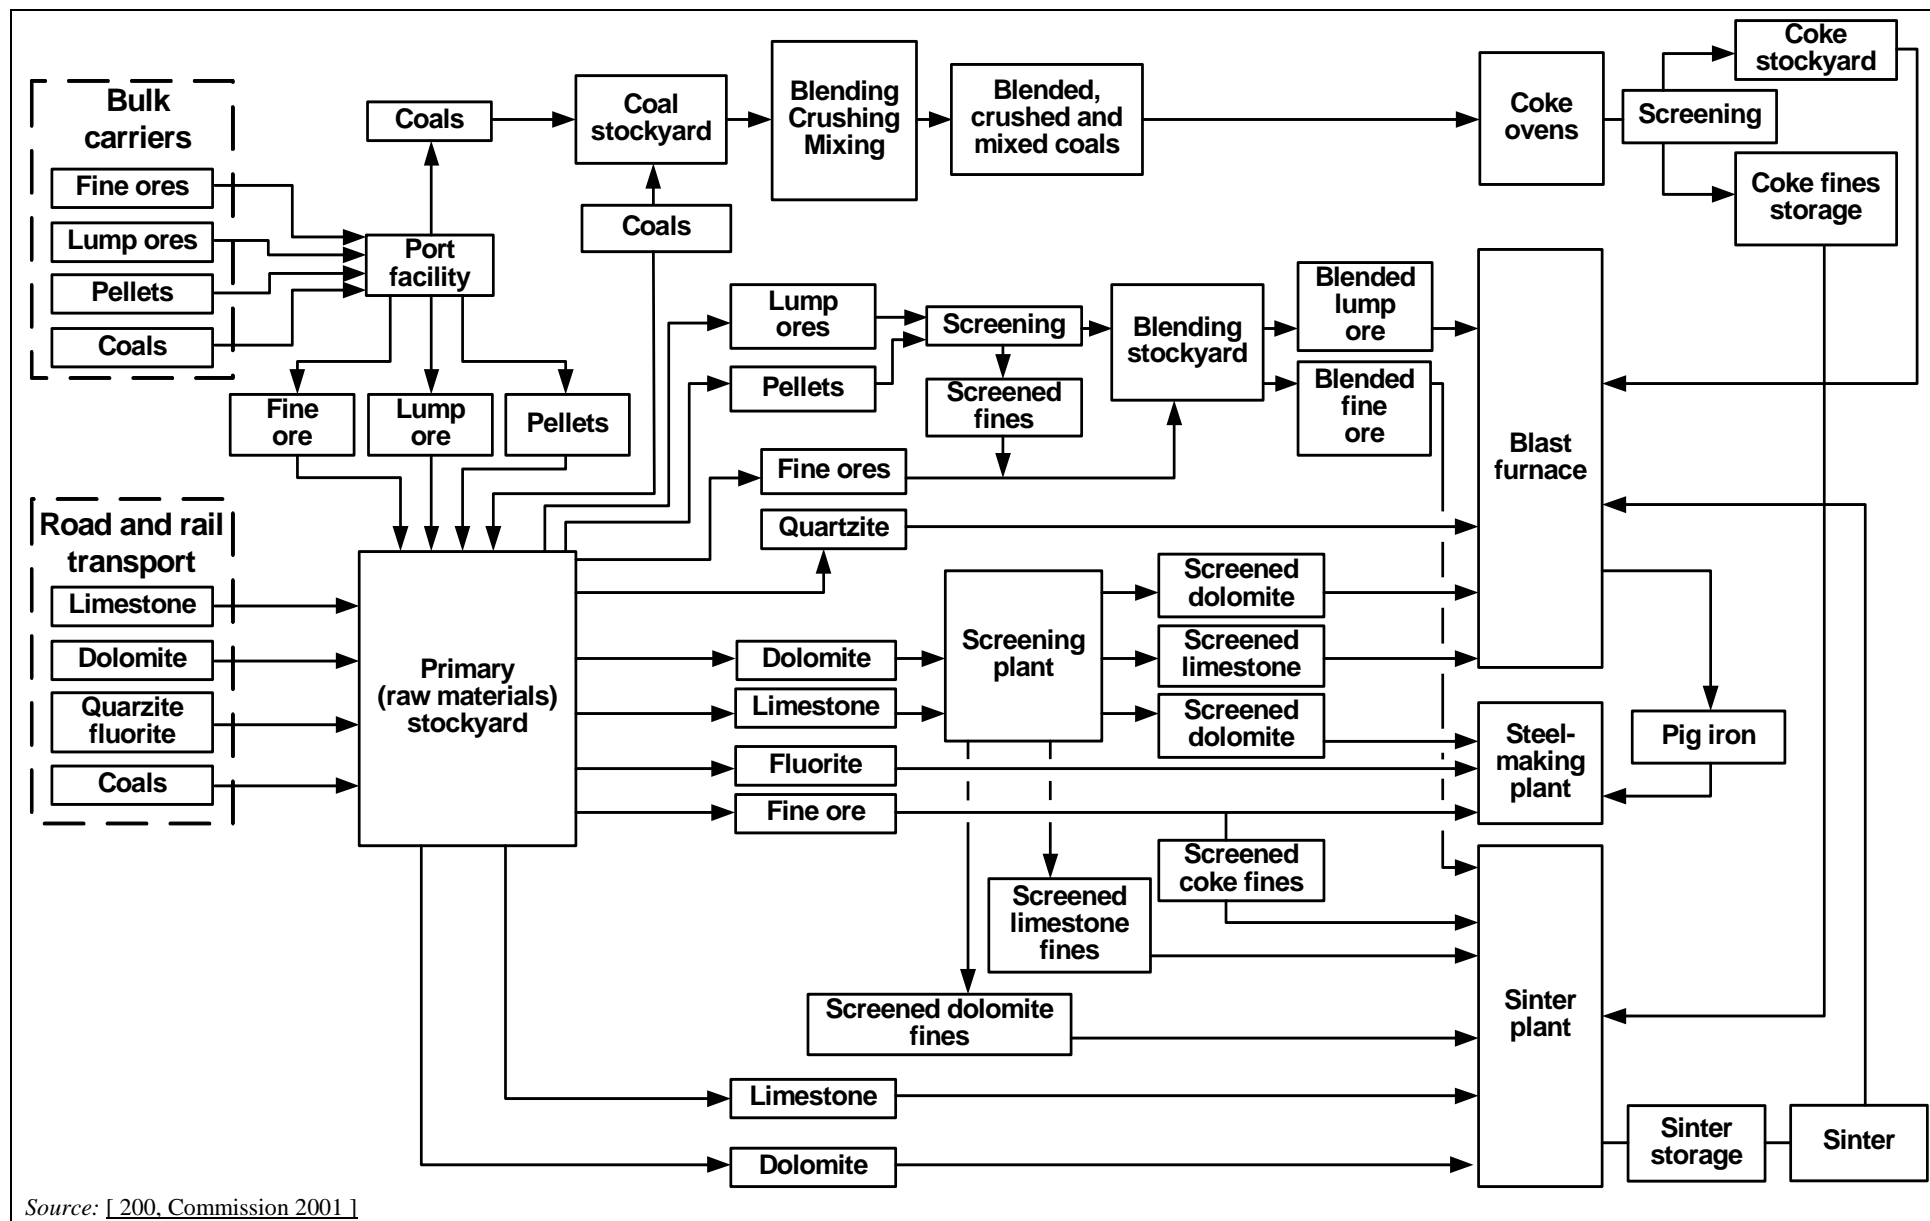 Bulk
carriers
Fine ores
Lump ores
Pellets
Coals
Coals
Port
facility
Fine
ore
Lump
ore
Pellets
Road and rail
transport
Limestone
Dolomite
Quarzite
fluorite
Coals
Primary
(raw materials)
stockyard
Coal
stockyard
Coals
Blending
Crushing
Mixing
Blended,
crushed and
mixed coals
Coke
ovens
Screening
Coke
stockyard
Coke fines
storage
Lump
ores
Pellets
Screening
Screened
fines
Blending
stockyard
Blended
lump
ore
Blended
fine
ore
Fine ores
Quartzite
Blast
furnace
Dolomite
Limestone
Screening
plant
Screened
dolomite
Screened
limestone
Screened
dolomite
Fluorite
Fine ore
Steel-
making
plant
Pig iron
Screened
coke fines
Screened
limestone
fines
Screened dolomite
fines
Limestone
Dolomite
Sinter
plant
Sinter
storage
Sinter
Source: [ 200, Commission 2001 ]